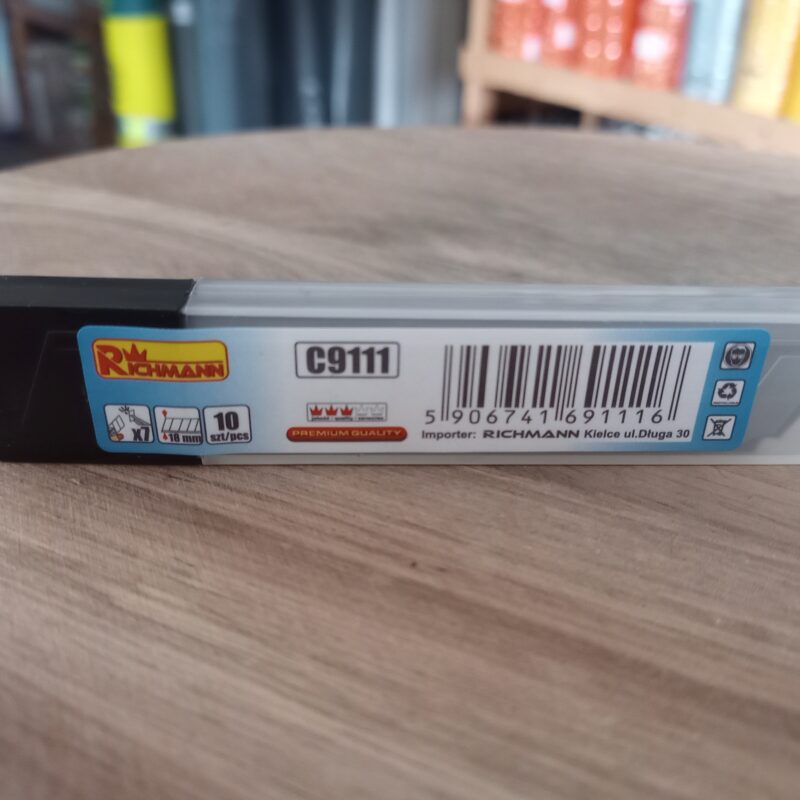 RICHMANN
C9111
x7
18 mm
10
szt/pcs
PREMIUM QUALITY
5 906741 691116
Importer: RICHMANN Kielce ul.Długa 30